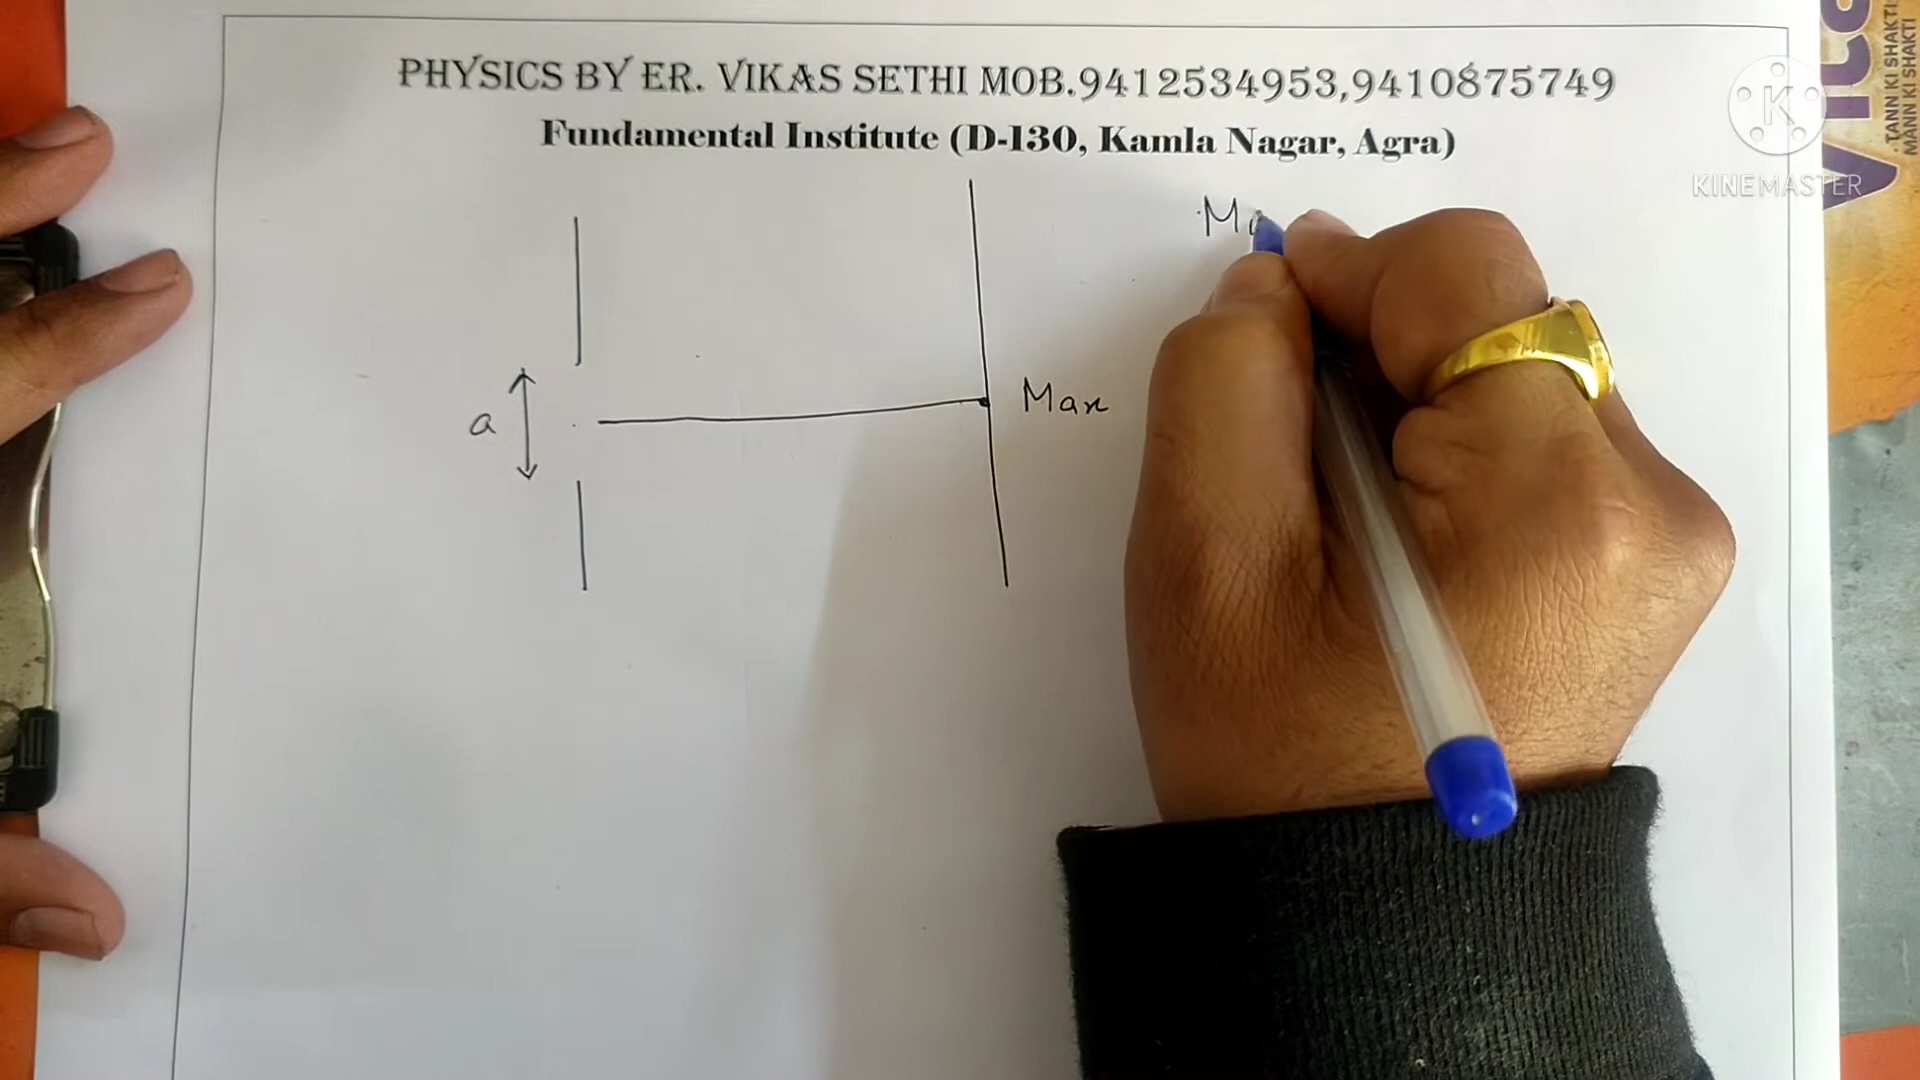 PHYSICS BY ER. VIKAS SETHI MOB.9412534953,9410875749
Fundamental Institute (D-130, Kamla Nagar, Agra)
Max
a
K
KINEMASTER
Vita
TANN KI SHAKTI
MANN KI SHAKTI